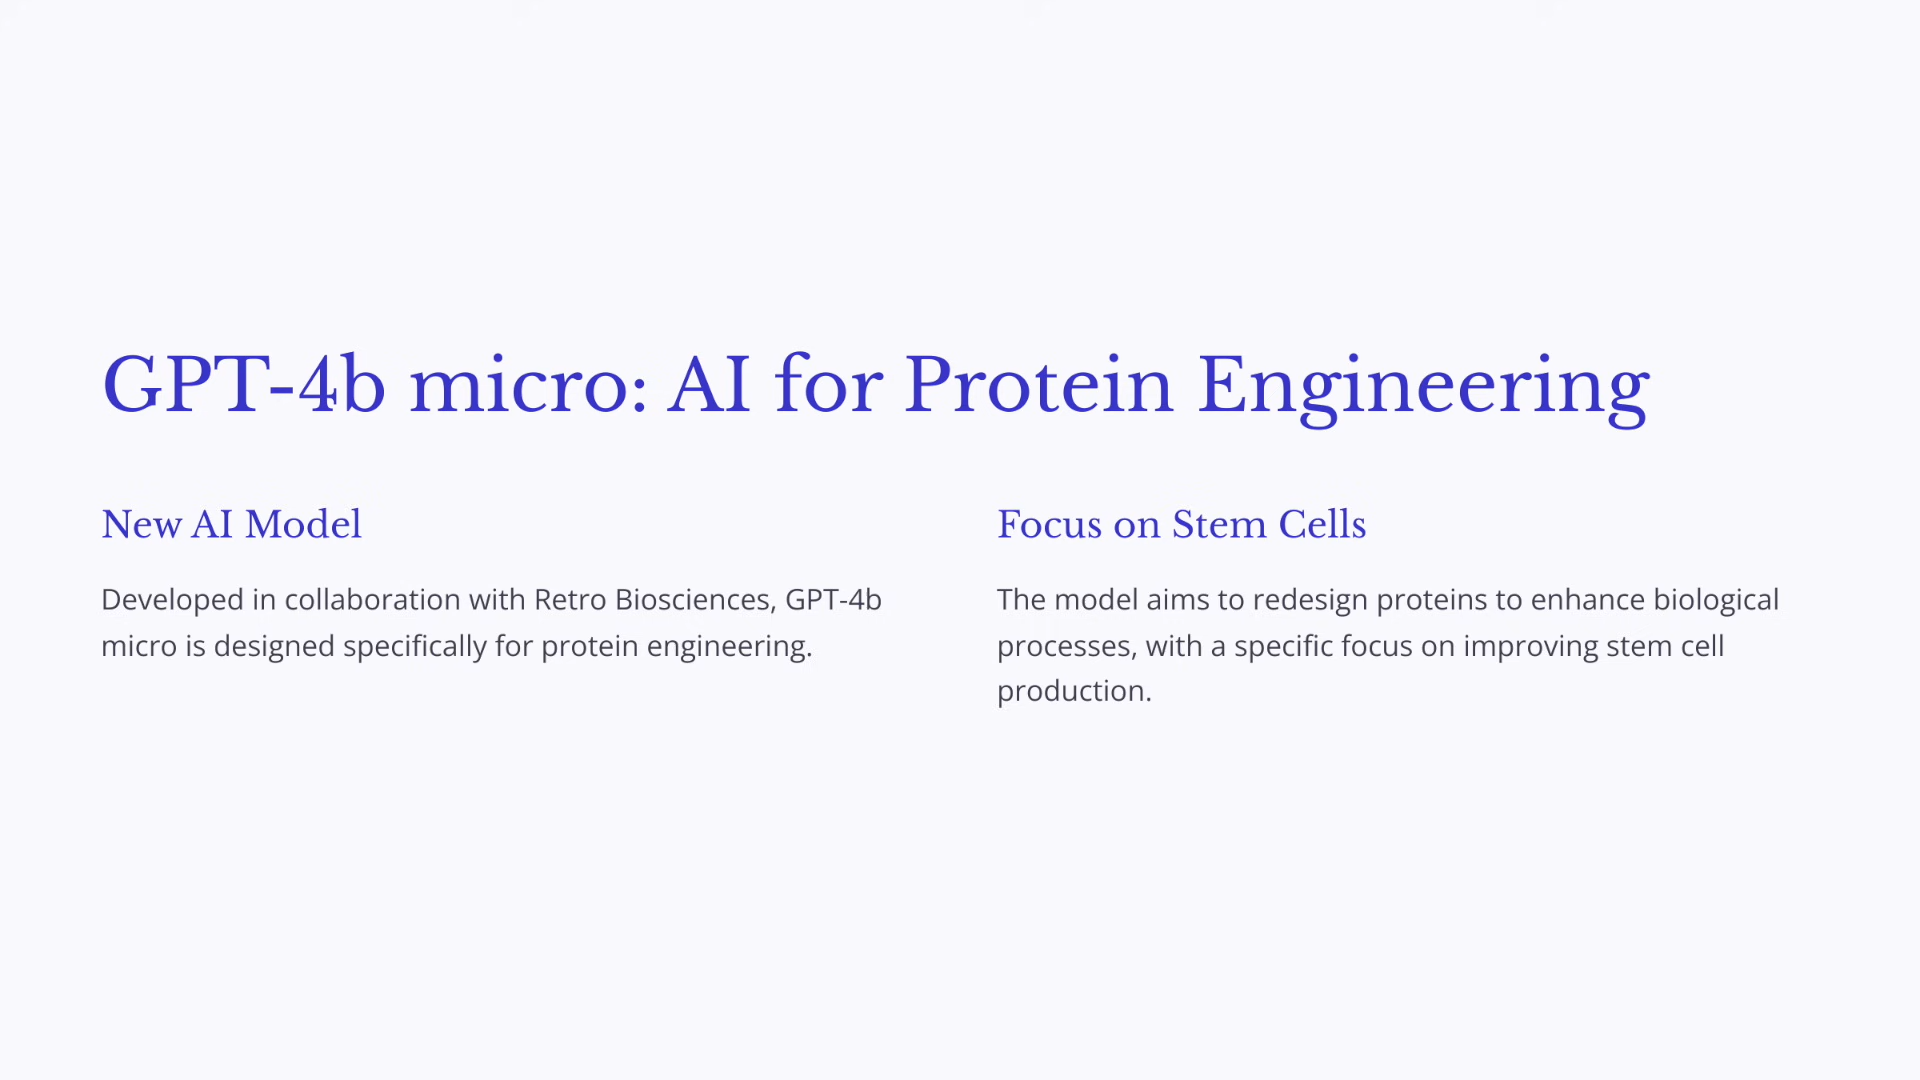 GPT-4b micro: AI for Protein Engineering
New AI Model
Developed in collaboration with Retro Biosciences, GPT-4b
micro is designed specifically for protein engineering.
Focus on Stem Cells
The model aims to redesign proteins to enhance biological
processes, with a specific focus on improving stem cell
production.